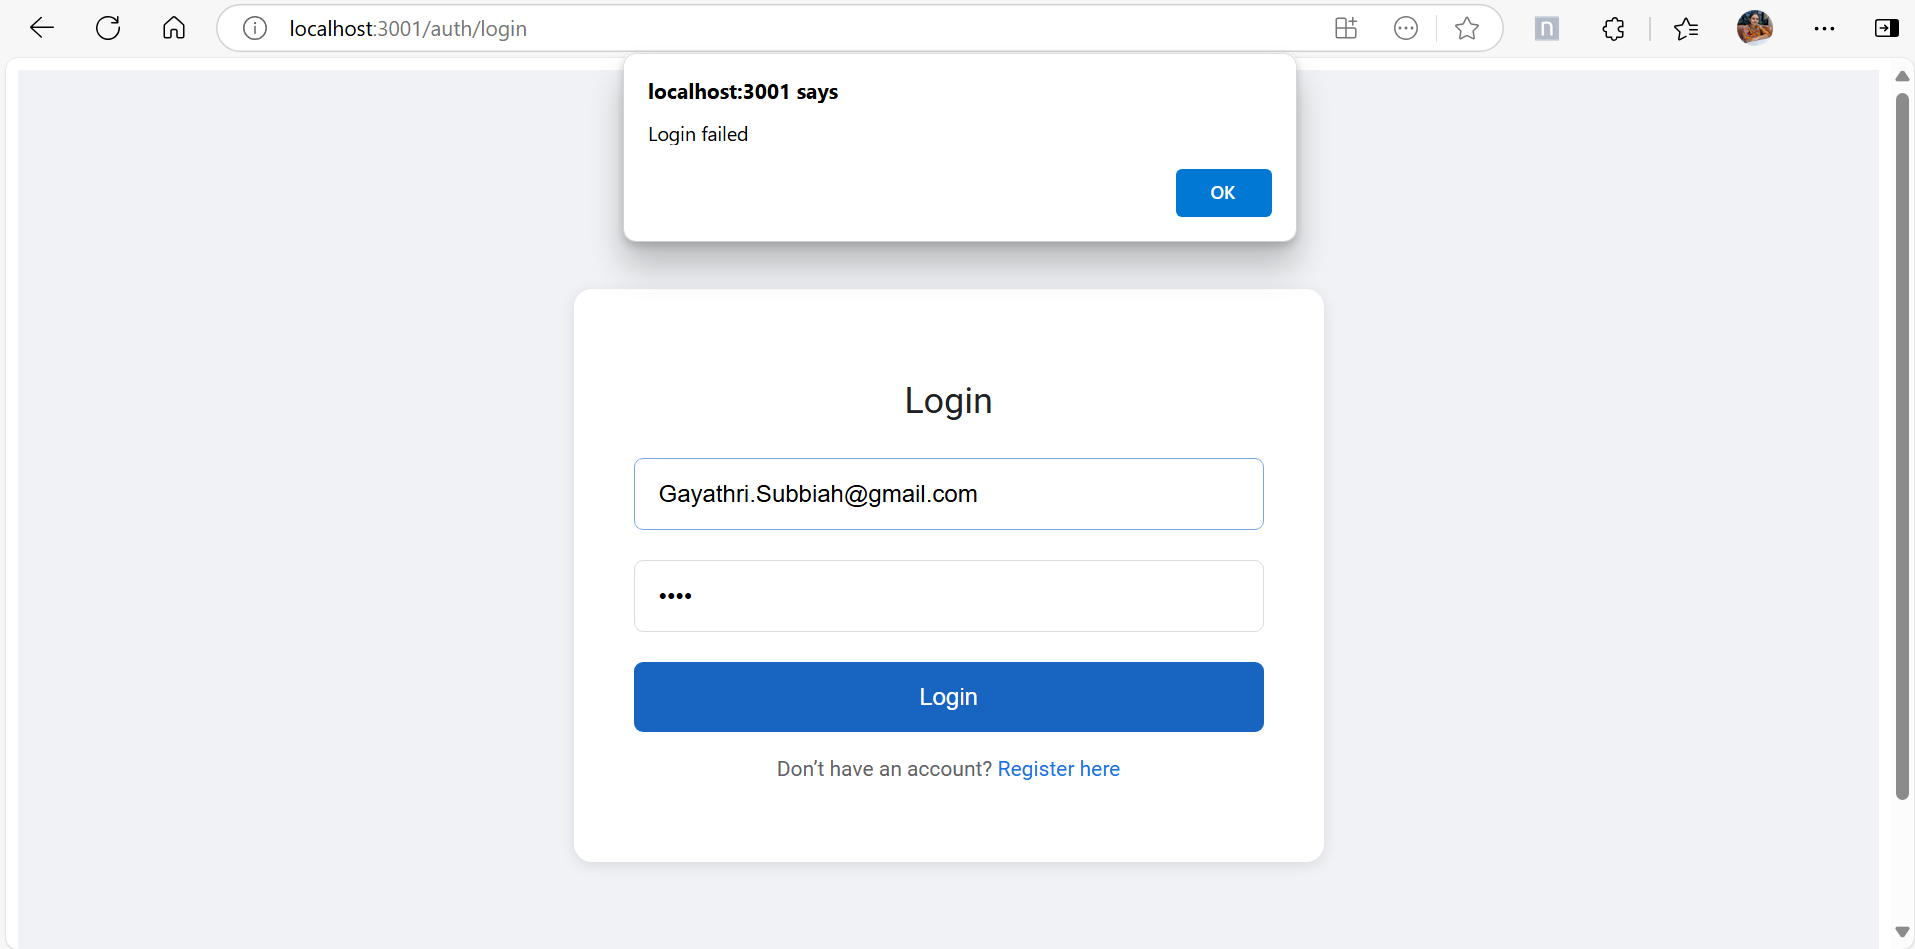 localhost:3001/auth/login
n
localhost:3001 says
Login failed
OK
Login
Gayathri.Subbiah@gmail.com
••••
Login
Don’t have an account? Register here